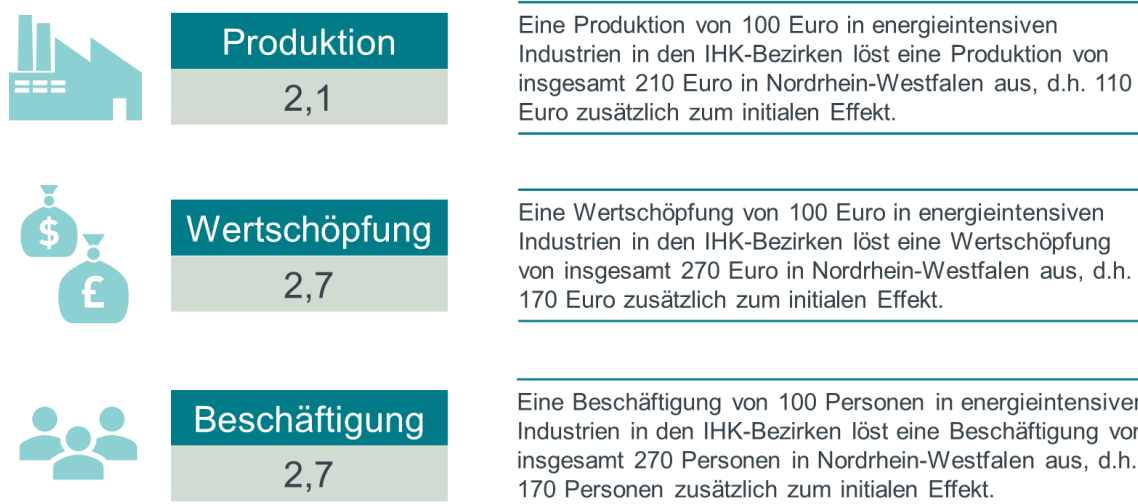 Produktion
2,1
Eine Produktion von 100 Euro in energieintensiven
Industrien in den IHK-Bezirken löst eine Produktion von
insgesamt 210 Euro in Nordrhein-Westfalen aus, d.h. 110
Euro zusätzlich zum initialen Effekt.
$
£
Wertschöpfung
2,7
Eine Wertschöpfung von 100 Euro in energieintensiven
Industrien in den IHK-Bezirken löst eine Wertschöpfung
von insgesamt 270 Euro in Nordrhein-Westfalen aus, d.h.
170 Euro zusätzlich zum initialen Effekt.
Beschäftigung
2,7
Eine Beschäftigung von 100 Personen in energieintensiven
Industrien in den IHK-Bezirken löst eine Beschäftigung von
insgesamt 270 Personen in Nordrhein-Westfalen aus, d.h.
170 Personen zusätzlich zum initialen Effekt.